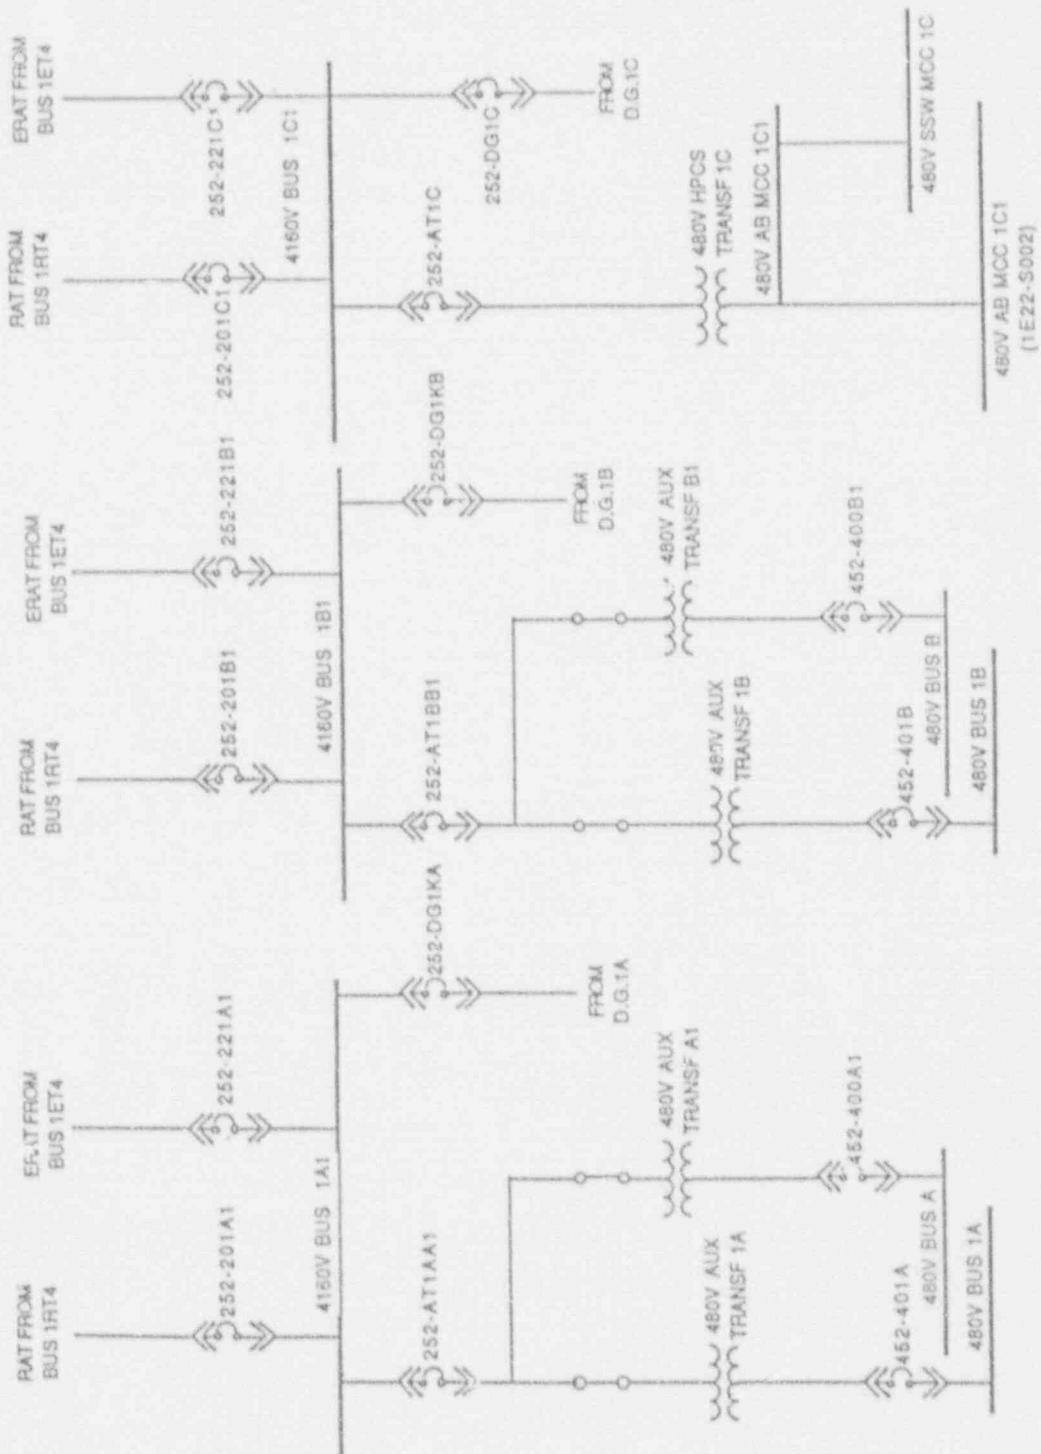 RAT FROM
BUS 1RT4
252-201A1
ERAT FROM
BUS 1ET4
252-221A1
4160V BUS 1A1
252-AT1AA1
252-DG1KA
FROM
D.G.1A
480V AUX
TRANSF 1A
480V AUX
TRANSF A1
452-401A
452-400A1
480V BUS A
480V BUS 1A
RAT FROM
BUS 1RT4
252-201B1
ERAT FROM
BUS 1ET4
252-221B1
4160V BUS 1B1
252-AT1BB1
252-DG1KB
FROM
D.G.1B
480V AUX
TRANSF 1B
480V AUX
TRANSF B1
452-401B
452-400B1
480V BUS B
480V BUS 1B
RAT FROM
BUS 1RT4
252-201C1
ERAT FROM
BUS 1ET4
252-221C1
4160V BUS 1C1
252-AT1C
252-DG1C
FROM
D.G.1C
480V HPCS
TRANSF 1C
480V AB MCC 1C1
480V SSW MCC 1C
480V AB MCC 1C1
(1E22-S002)